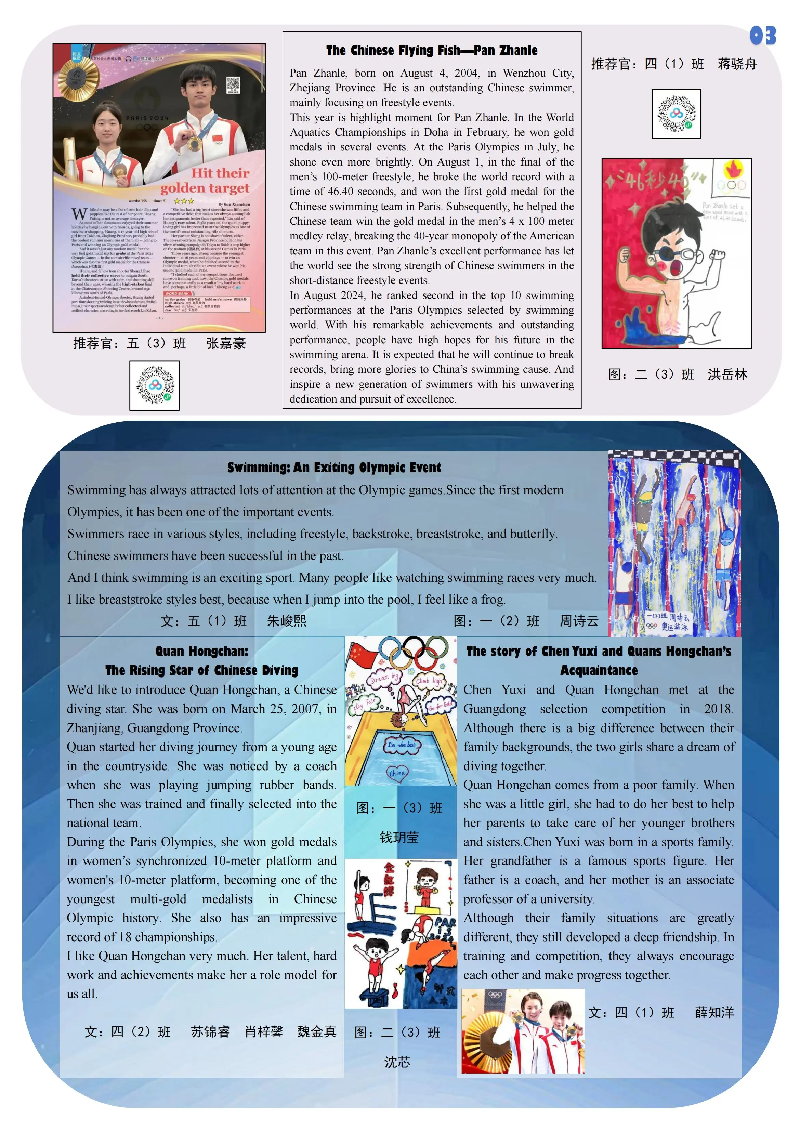 03
PARIS 2024
Hit their
golden target
推荐官：五（3）班 张嘉豪
The Chinese Flying Fish—Pan Zhanle
Pan Zhanle, born on August 4, 2004, in Wenzhou City,
Zhejiang Province. He is an outstanding Chinese swimmer,
mainly focusing on freestyle events.
This year is highlight moment for Pan Zhanle. In the World
Aquatics Championships in Doha in February, he won gold
medals in several events. At the Paris Olympics in July, he
shone even more brightly. On August 1, in the final of the
men's 100-meter freestyle, he broke the world record with a
time of 46.40 seconds, and won the first gold medal for the
Chinese swimming team in Paris. Subsequently, he helped the
Chinese team win the gold medal in the men's 4 x 100 meter
medley relay, breaking the 40-year monopoly of the American
team in this event. Pan Zhanle's excellent performance has let
the world see the strong strength of Chinese swimmers in the
short-distance freestyle events.
In August 2024, he ranked second in the top 10 swimming
performances at the Paris Olympics selected by swimming
world. With his remarkable achievements and outstanding
performance, people have high hopes for his future in the
swimming arena. It is expected that he will continue to break
records, bring more glories to China's swimming cause. And
inspire a new generation of swimmers with his unwavering
dedication and pursuit of excellence.
推荐官：四（1）班 蒋骁舟
46秒40
图：二（3）班 洪岳林
Swimming: An Exiting Olympic Event
Swimming has always attracted lots of attention at the Olympic games.Since the first modern
Olympics, it has been one of the important events.
Swimmers race in various styles, including freestyle, backstroke, breaststroke, and butterfly.
Chinese swimmers have been successful in the past.
And I think swimming is an exciting sport. Many people like watching swimming races very much.
I like breaststroke styles best, because when I jump into the pool, I feel like a frog.
文：五（1）班 朱峻熙
图：一（2）班 周诗云
Quan Hongchan:
The Rising Star of Chinese Diving
We'd like to introduce Quan Hongchan, a Chinese
diving star. She was born on March 25, 2007, in
Zhanjiang, Guangdong Province.
Quan started her diving journey from a young age
in the countryside. She was noticed by a coach
when she was playing jumping rubber bands.
Then she was trained and finally selected into the
national team.
During the Paris Olympics, she won gold medals
in women's synchronized 10-meter platform and
women's 10-meter platform, becoming one of the
youngest multi-gold medalists in Chinese
Olympic history. She also has an impressive
record of 18 championships.
I like Quan Hongchan very much. Her talent, hard
work and achievements make her a role model for
us all.
文：四（2）班 苏锦睿 肖梓馨 魏金真
China
图：一（3）班
钱玥莹
图：二（3）班
沈芯
The story of Chen Yuxi and Quans Hongchan's
Acquaintance
Chen Yuxi and Quan Hongchan met at the
Guangdong selection competition in 2018.
Although there is a big difference between their
family backgrounds, the two girls share a dream of
diving together.
Quan Hongchan comes from a poor family. When
she was a little girl, she had to do her best to help
her parents to take care of her younger brothers
and sisters.Chen Yuxi was born in a sports family.
Her grandfather is a famous sports figure. Her
father is a coach, and her mother is an associate
professor of a university.
Although their family situations are greatly
different, they still developed a deep friendship. In
training and competition, they always encourage
each other and make progress together.
文：四（1）班 薛知洋